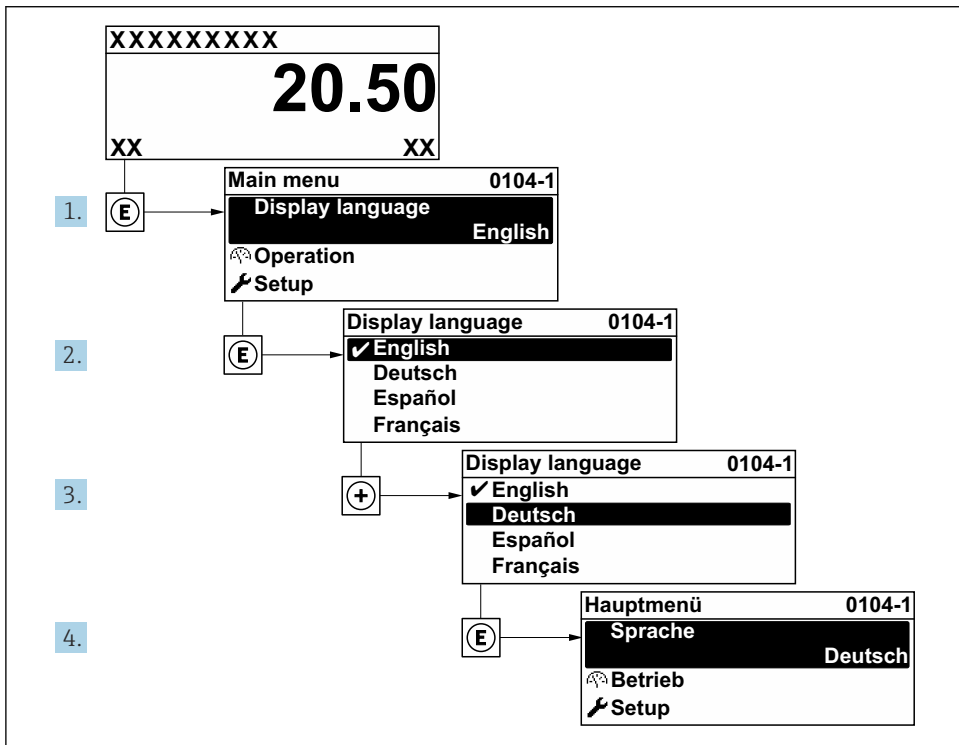 XXXXXXXXX
20.50
XX XX
1. E
Main menu 0104-1
Display language
English
Operation
Setup
2. E
Display language 0104-1
✔English
Deutsch
Español
Français
3. +
Display language 0104-1
✔English
Deutsch
Español
Français
4. E
Hauptmenü 0104-1
Sprache
Deutsch
Betrieb
Setup